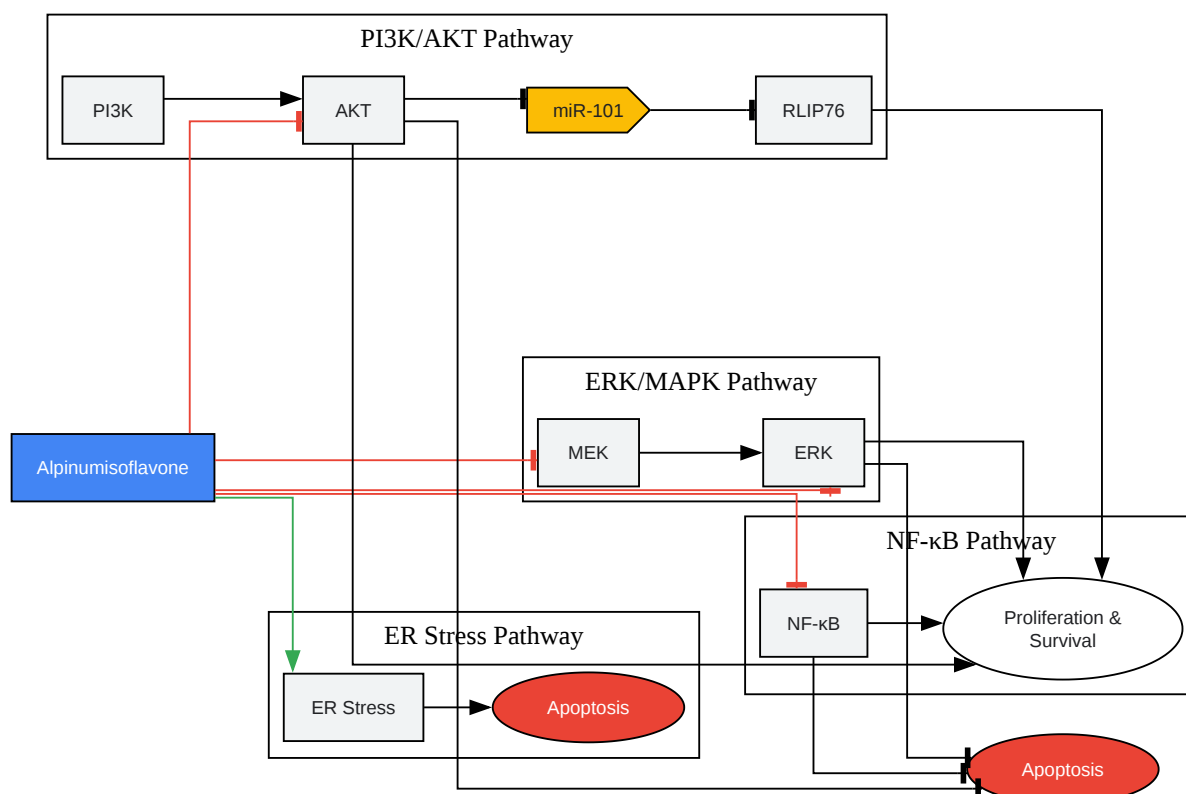 PI3K/AKT Pathway
PI3K
AKT
miR-101
RLIP76
ERK/MAPK Pathway
MEK
ERK
Alpinumisoflavone
NF-κB Pathway
NF-κB
Proliferation &
Survival
ER Stress Pathway
ER Stress
Apoptosis
Apoptosis